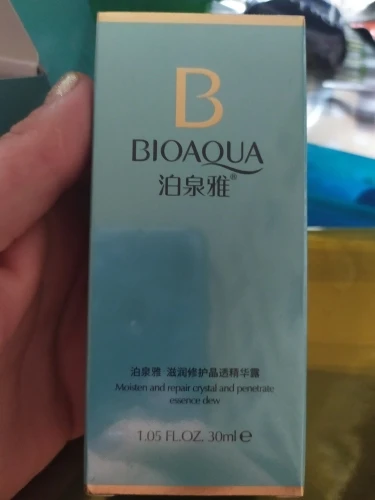 B
BIOAQUA
泊泉雅®
泊泉雅 滋润修护晶透精华露
Moisten and repair crystal and penetrate
essence dew
1.05 FL.OZ. 30ml e